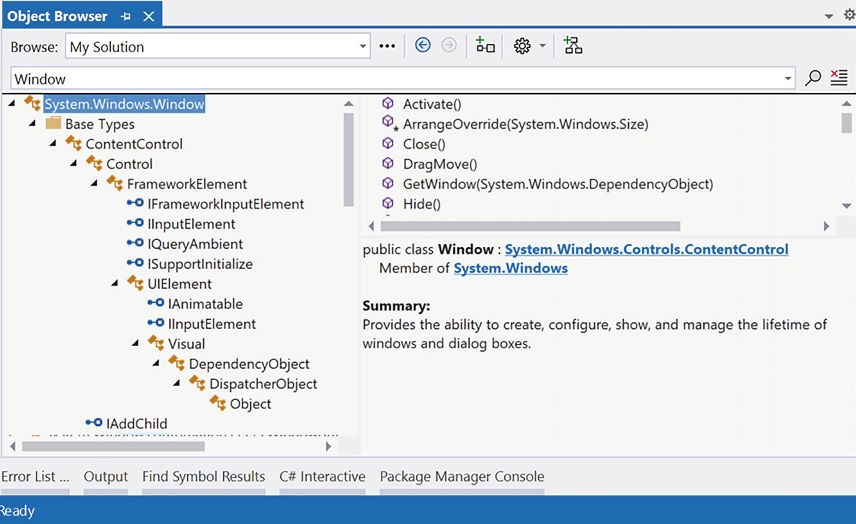 Object Browser
Browse: My Solution
Window
System.Windows.Window
Base Types
ContentControl
Control
FrameworkElement
IFrameworkInputElement
IInputElement
IQueryAmbient
ISupportInitialize
UIElement
IAnimatable
IInputElement
Visual
DependencyObject
DispatcherObject
Object
IAddChild
Activate()
ArrangeOverride(System.Windows.Size)
Close()
DragMove()
GetWindow(System.Windows.DependencyObject)
Hide()
public class Window : System.Windows.Controls.ContentControl
Member of System.Windows
Summary:
Provides the ability to create, configure, show, and manage the lifetime of
windows and dialog boxes.
Error List ... Output Find Symbol Results C# Interactive Package Manager Console
Ready